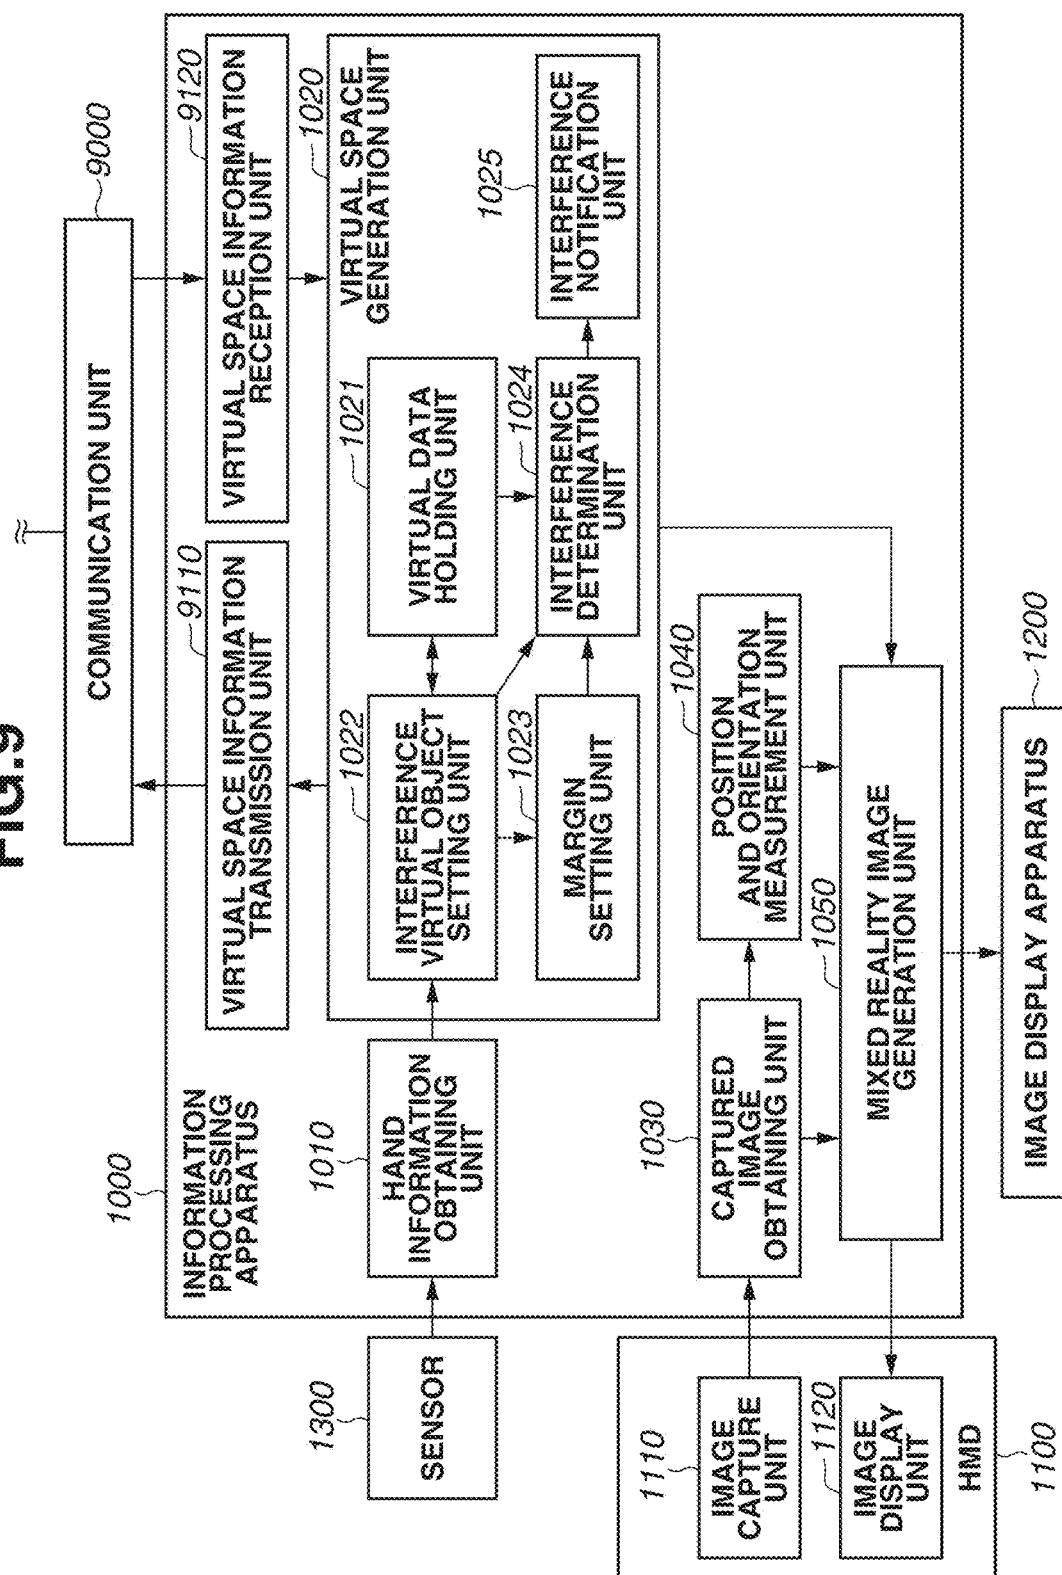 FIG.9
9000
COMMUNICATION UNIT
1000
INFORMATION
PROCESSING
APPARATUS
9110
VIRTUAL SPACE INFORMATION
TRANSMISSION UNIT
9120
VIRTUAL SPACE INFORMATION
RECEPTION UNIT
1020
VIRTUAL SPACE
GENERATION UNIT
1300
SENSOR
1010
HAND
INFORMATION
OBTAINING
UNIT
1022
INTERFERENCE
VIRTUAL OBJECT
SETTING UNIT
1021
VIRTUAL DATA
HOLDING UNIT
1023
MARGIN
SETTING UNIT
1024
INTERFERENCE
DETERMINATION
UNIT
1025
INTERFERENCE
NOTIFICATION
UNIT
1110
IMAGE
CAPTURE
UNIT
1030
CAPTURED
IMAGE
OBTAINING UNIT
1040
POSITION
AND ORIENTATION
MEASUREMENT UNIT
1120
IMAGE
DISPLAY
UNIT
HMD
1100
1050
MIXED REALITY IMAGE
GENERATION UNIT
1200
IMAGE DISPLAY APPARATUS